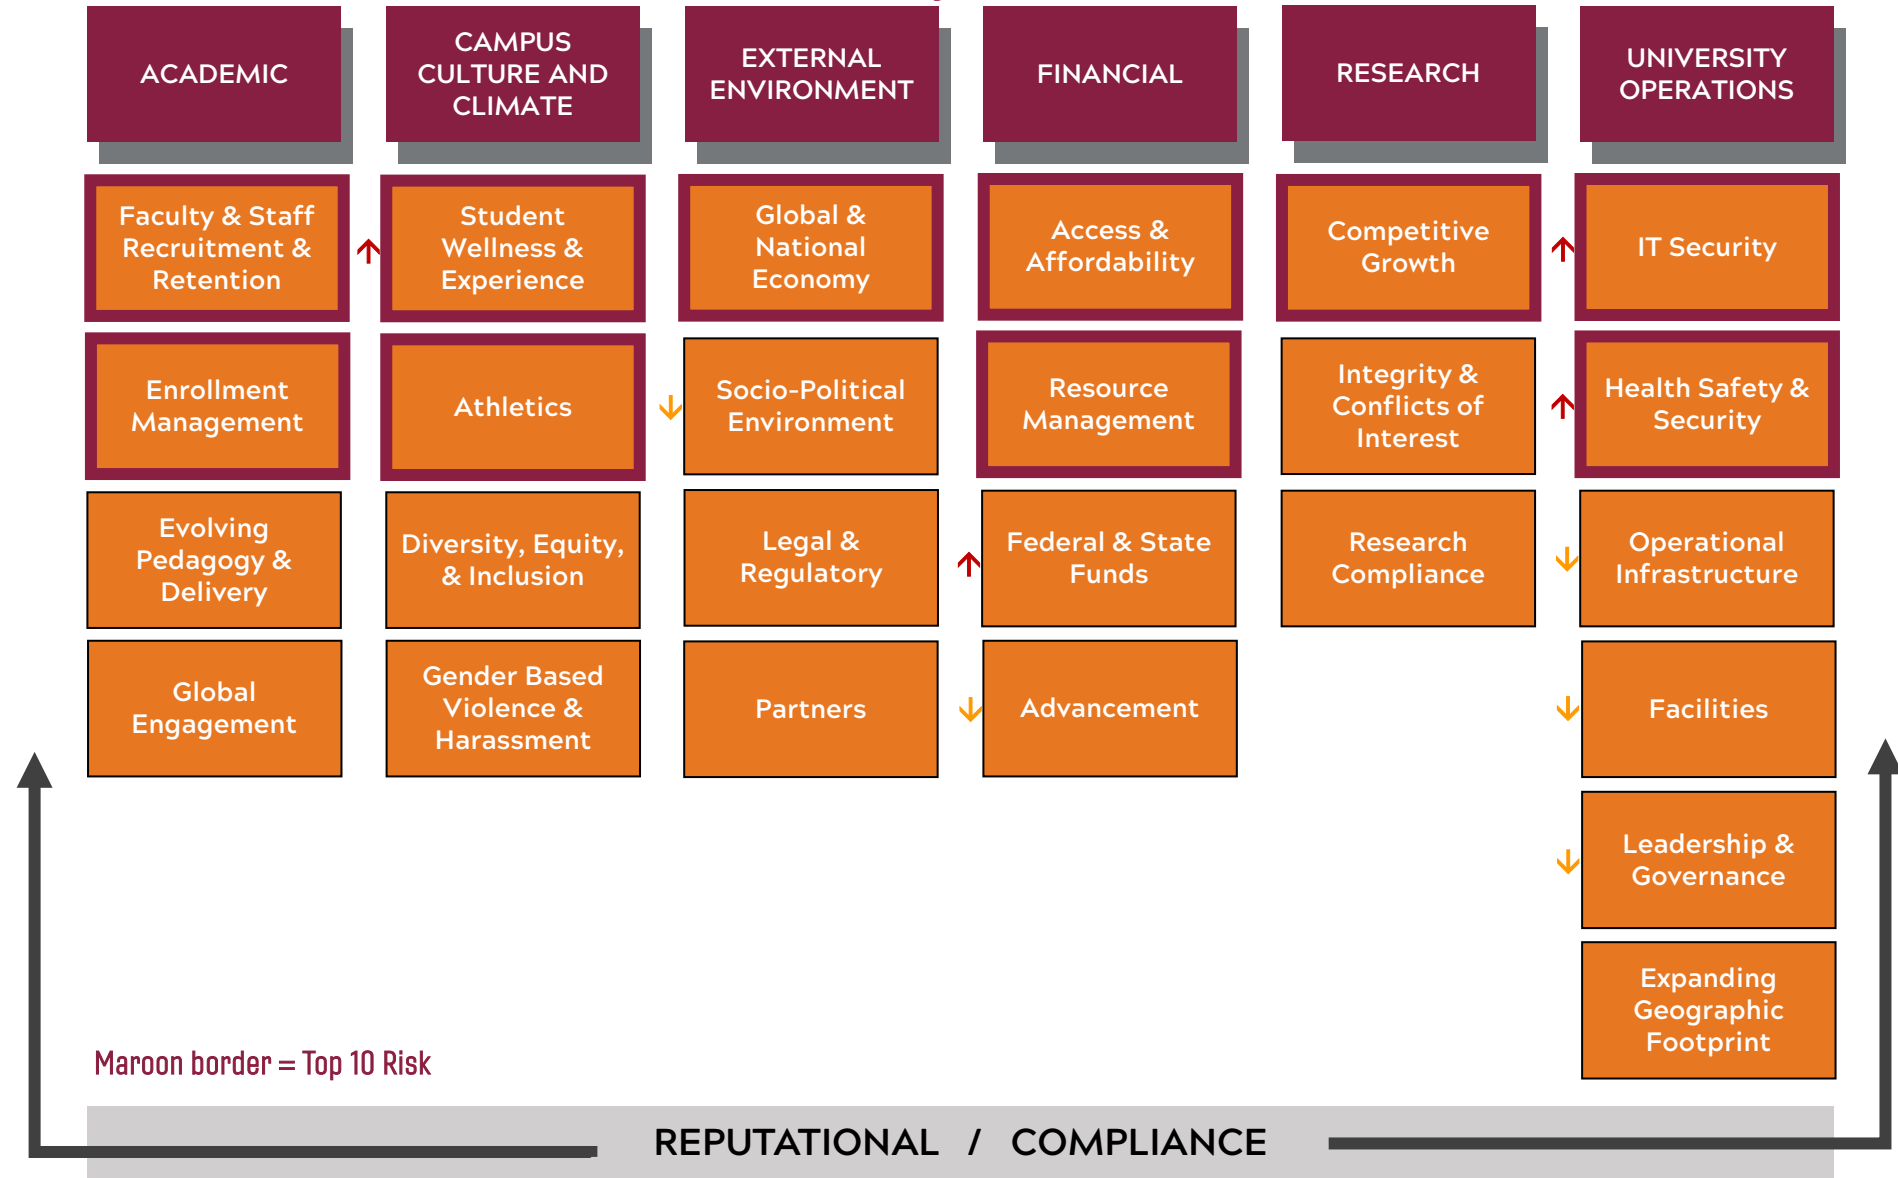 ACADEMIC
CAMPUS
CULTURE AND
CLIMATE
EXTERNAL
ENVIRONMENT
FINANCIAL
RESEARCH
UNIVERSITY
OPERATIONS
Faculty & Staff
Recruitment &
Retention
Student
Wellness &
Experience
Global &
National
Economy
Access &
Affordability
Competitive
Growth
IT Security
Enrollment
Management
Athletics
Socio-Political
Environment
Resource
Management
Integrity &
Conflicts of
Interest
Health Safety &
Security
Evolving
Pedagogy &
Delivery
Diversity, Equity,
& Inclusion
Legal &
Regulatory
Federal & State
Funds
Research
Compliance
Operational
Infrastructure
Global
Engagement
Gender Based
Violence &
Harassment
Partners
Advancement
Facilities
Leadership &
Governance
Expanding
Geographic
Footprint
Maroon border = Top 10 Risk
REPUTATIONAL / COMPLIANCE